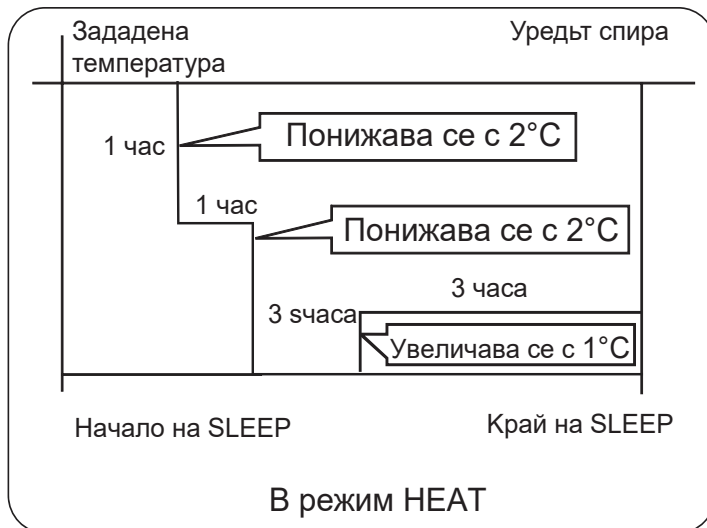 Зададена
температура
Уредът спира
1 час
Понижава се с 2°C
1 час
Понижава се с 2°C
3 часа
3 sчаса
Увеличава се с 1°C
Начало на SLEEP
Край на SLEEP
В режим HEAT